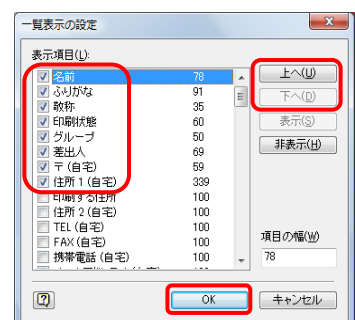 一覧表示の設定
表示項目(L):
名前 78
ふりがな 91
敬称 35
印刷状態 60
グループ 50
差出人 69
〒(自宅) 59
住所1(自宅) 339
印刷する住所 100
住所2(自宅) 100
TEL(自宅) 100
FAX(自宅) 100
携帯電話(自宅) 100
上へ(U)
下へ(D)
表示(S)
非表示(H)
項目の幅(W)
78
OK
キャンセル